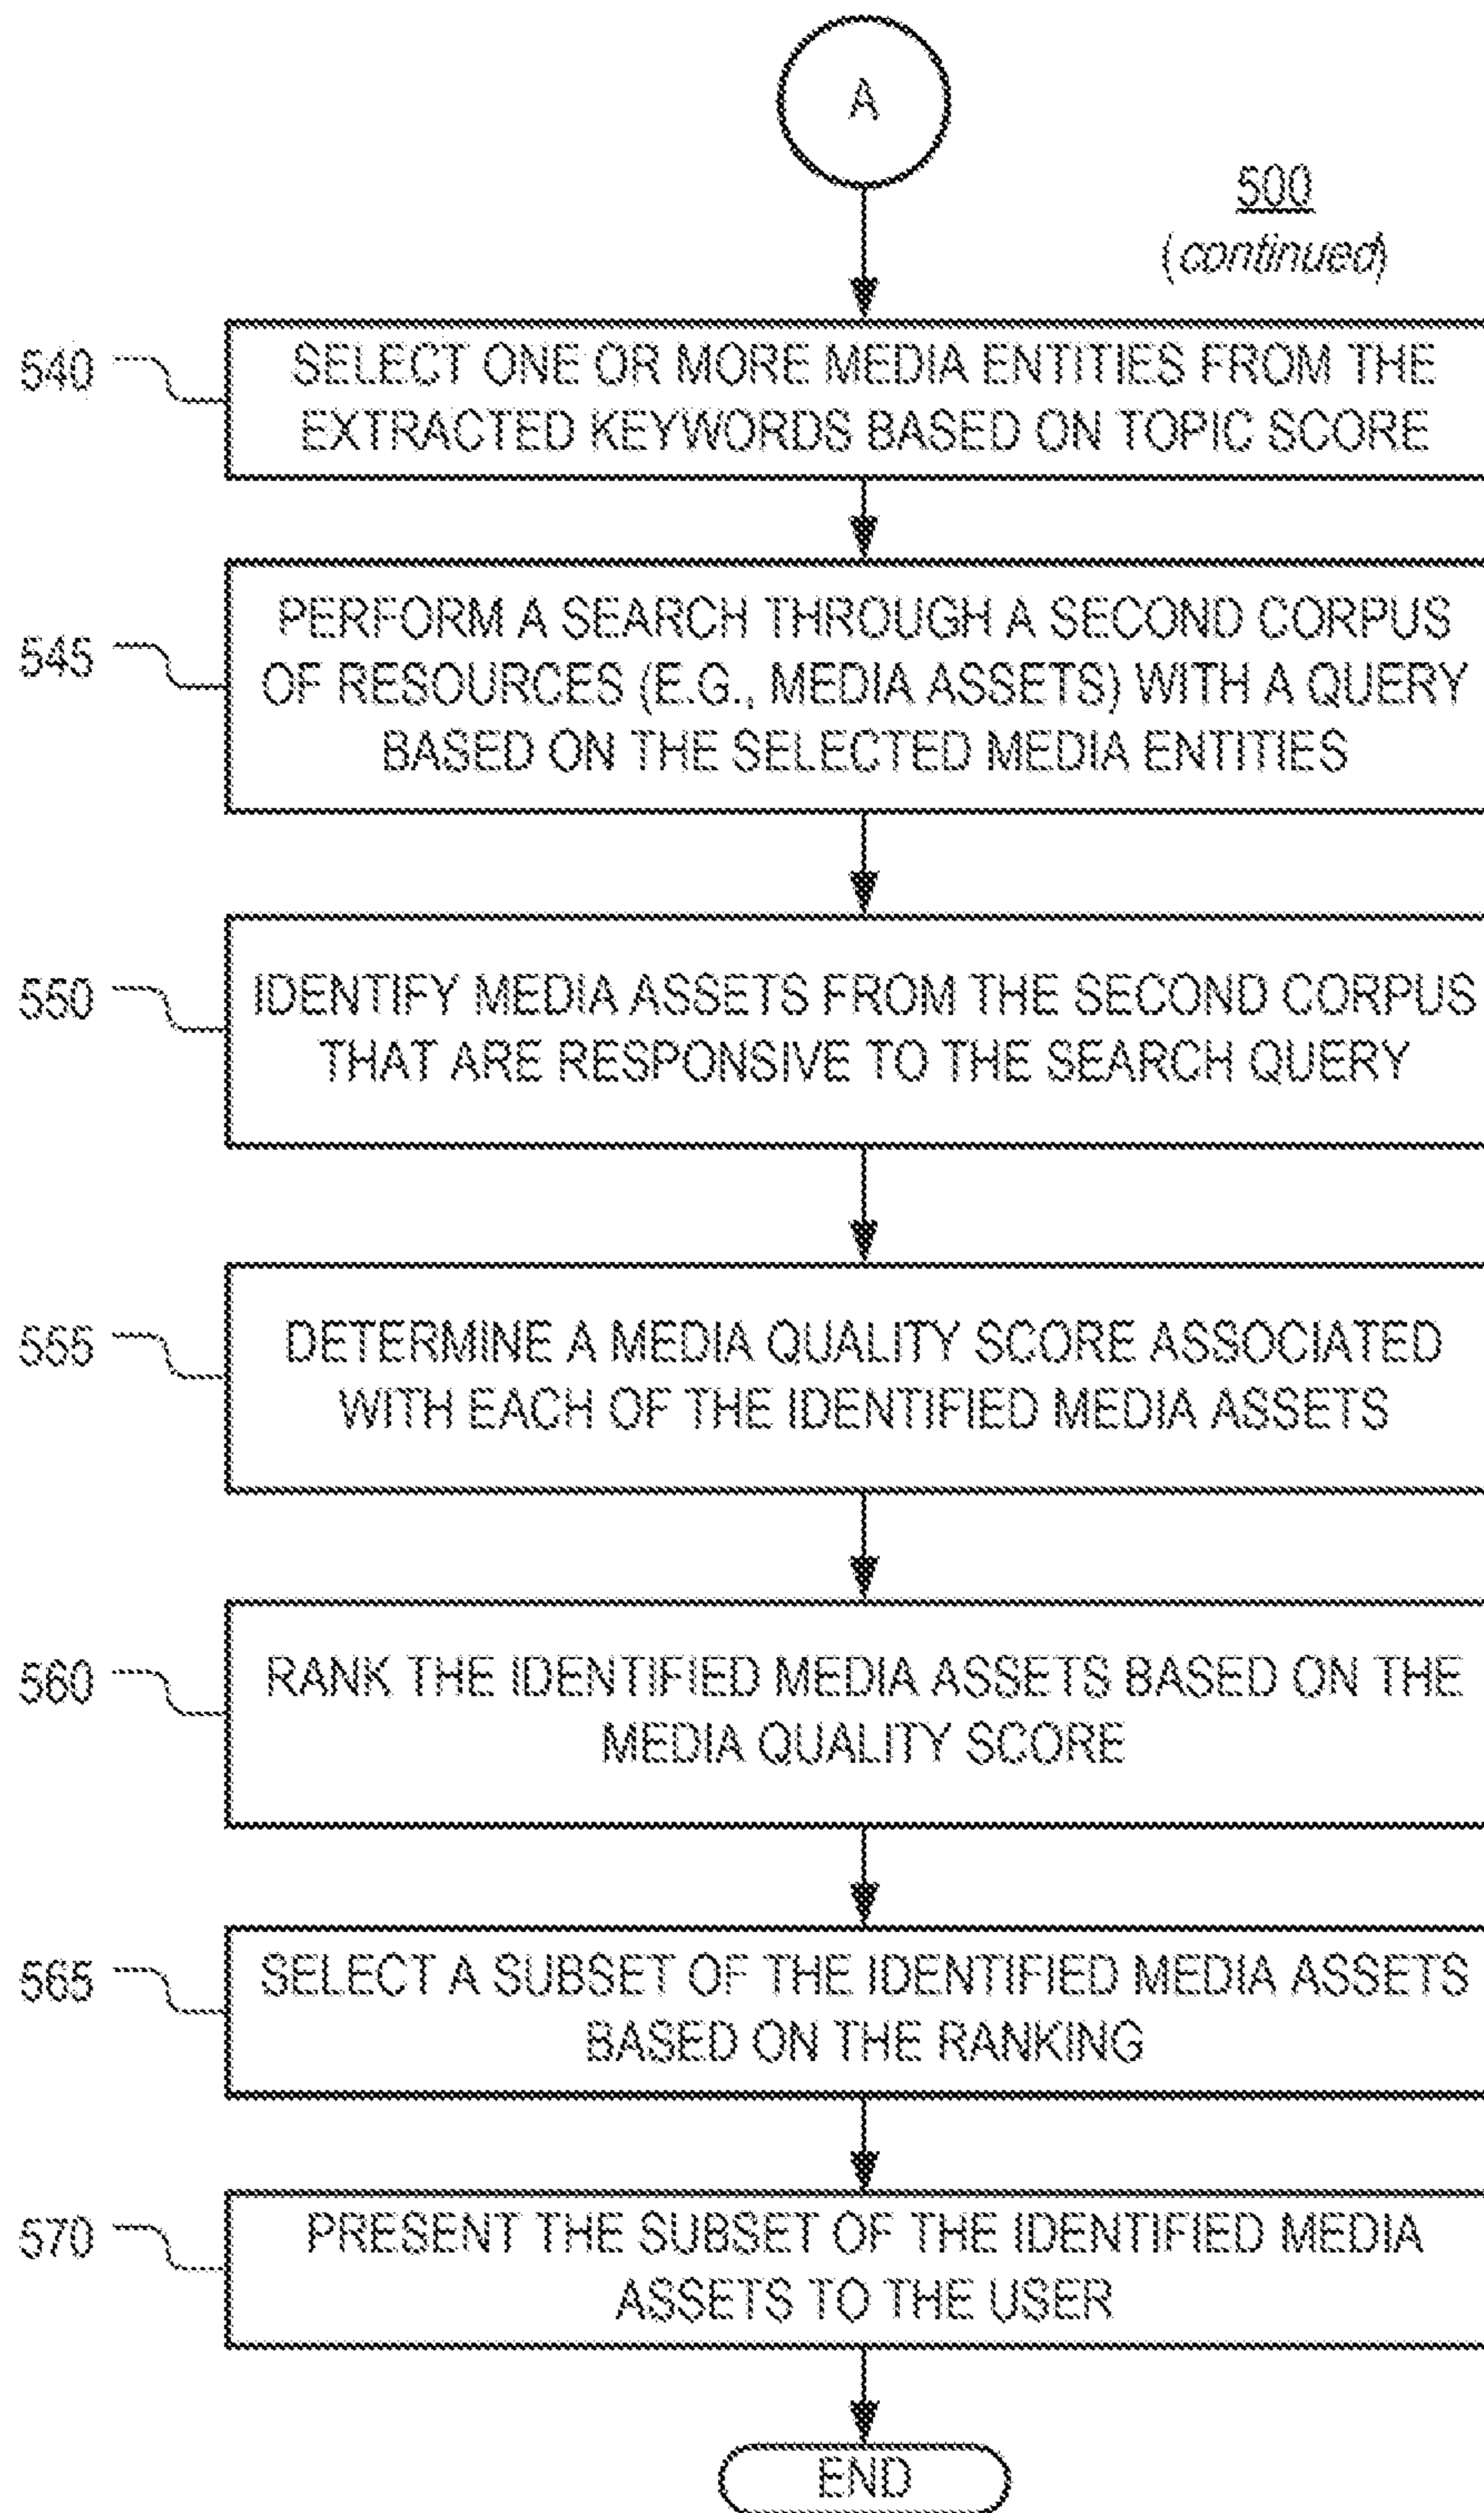 A
500
(continued)
540
SELECT ONE OR MORE MEDIA ENTITIES FROM THE
EXTRACTED KEYWORDS BASED ON TOPIC SCORE
545
PERFORM A SEARCH THROUGH A SECOND CORPUS
OF RESOURCES (E.G., MEDIA ASSETS) WITH A QUERY
BASED ON THE SELECTED MEDIA ENTITIES
550
IDENTIFY MEDIA ASSETS FROM THE SECOND CORPUS
THAT ARE RESPONSIVE TO THE SEARCH QUERY
555
DETERMINE A MEDIA QUALITY SCORE ASSOCIATED
WITH EACH OF THE IDENTIFIED MEDIA ASSETS
560
RANK THE IDENTIFIED MEDIA ASSETS BASED ON THE
MEDIA QUALITY SCORE
565
SELECT A SUBSET OF THE IDENTIFIED MEDIA ASSETS
BASED ON THE RANKING
570
PRESENT THE SUBSET OF THE IDENTIFIED MEDIA
ASSETS TO THE USER
END